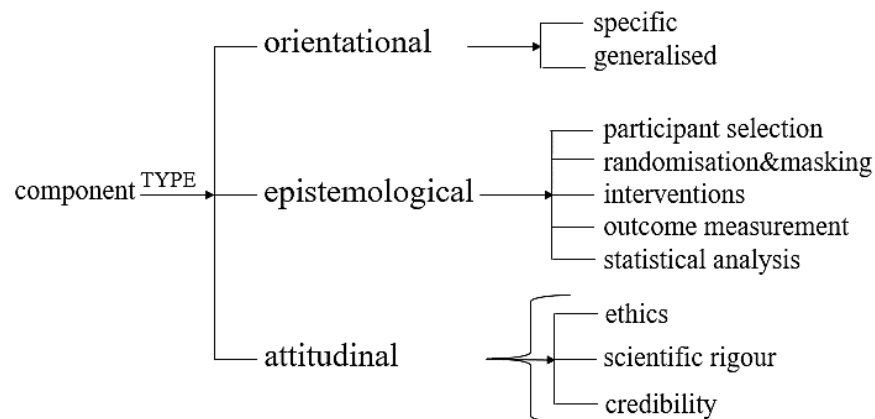 specific
orientational
generalised
participant selection
randomisation&masking
component TYPE
epistemological
interventions
outcome measurement
statistical analysis
ethics
attitudinal
scientific rigour
credibility